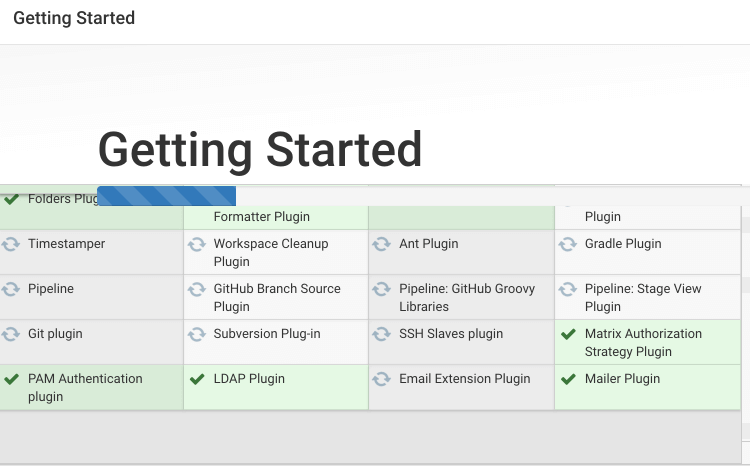 Getting Started
Getting Started
Folders Plug
Formatter Plugin
Plugin
Timestamper
Workspace Cleanup
Plugin
Ant Plugin
Gradle Plugin
Pipeline
GitHub Branch Source
Plugin
Pipeline: GitHub Groovy
Libraries
Pipeline: Stage View
Plugin
Git plugin
Subversion Plug-in
SSH Slaves plugin
Matrix Authorization
Strategy Plugin
PAM Authentication
plugin
LDAP Plugin
Email Extension Plugin
Mailer Plugin